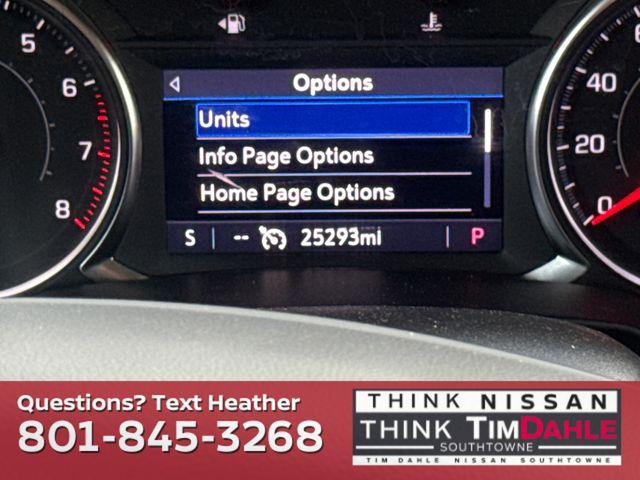 5
6
7
8
Options
Units
Info Page Options
Home Page Options
S -- 25293mi P
40
20
0
Questions? Text Heather
801-845-3268
THINK NISSAN
THINK TIMDAHLE
SOUTHTOWNE
TIM DAHLE NISSAN SOUTHTOWNE